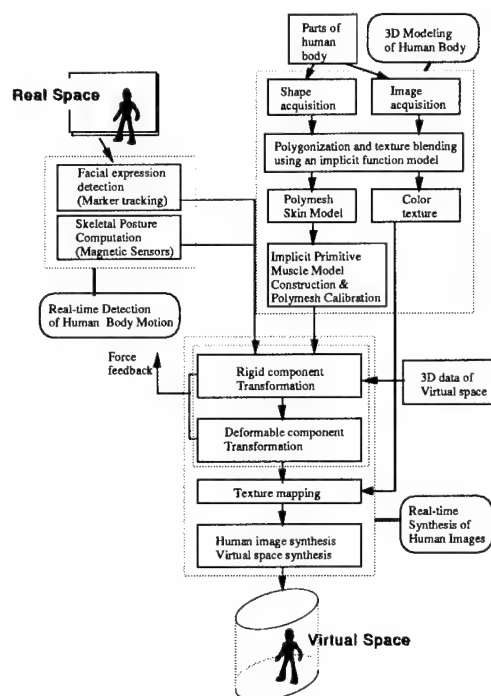 Parts of
human
body
3D Modeling
of Human Body
Real Space
Shape
acquisition
Image
acquisition
Polygonization and texture blending
using an implicit function model
Facial expression
detection
(Marker tracking)
Skeletal Posture
Computation
(Magnetic Sensors)
Polymesh
Skin Model
Color
texture
Implicit Primitive
Muscle Model
Construction &
Polymesh Calibration
Real-time Detection
of Human Body Motion
Force
feedback
Rigid component
Transformation
3D data of
Virtual space
Deformable component
Transformation
Texture mapping
Real-time
Synthesis of
Human Images
Human image synthesis
Virtual space synthesis
Virtual Space